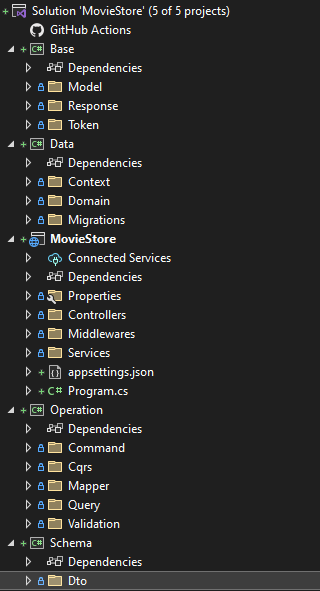 Solution 'MovieStore' (5 of 5 projects)
GitHub Actions
C# Base
Dependencies
Model
Response
Token
C# Data
Dependencies
Context
Domain
Migrations
MovieStore
Connected Services
Dependencies
Properties
Controllers
Middlewares
Services
appsettings.json
C# Program.cs
C# Operation
Dependencies
Command
Cqrs
Mapper
Query
Validation
C# Schema
Dependencies
Dto